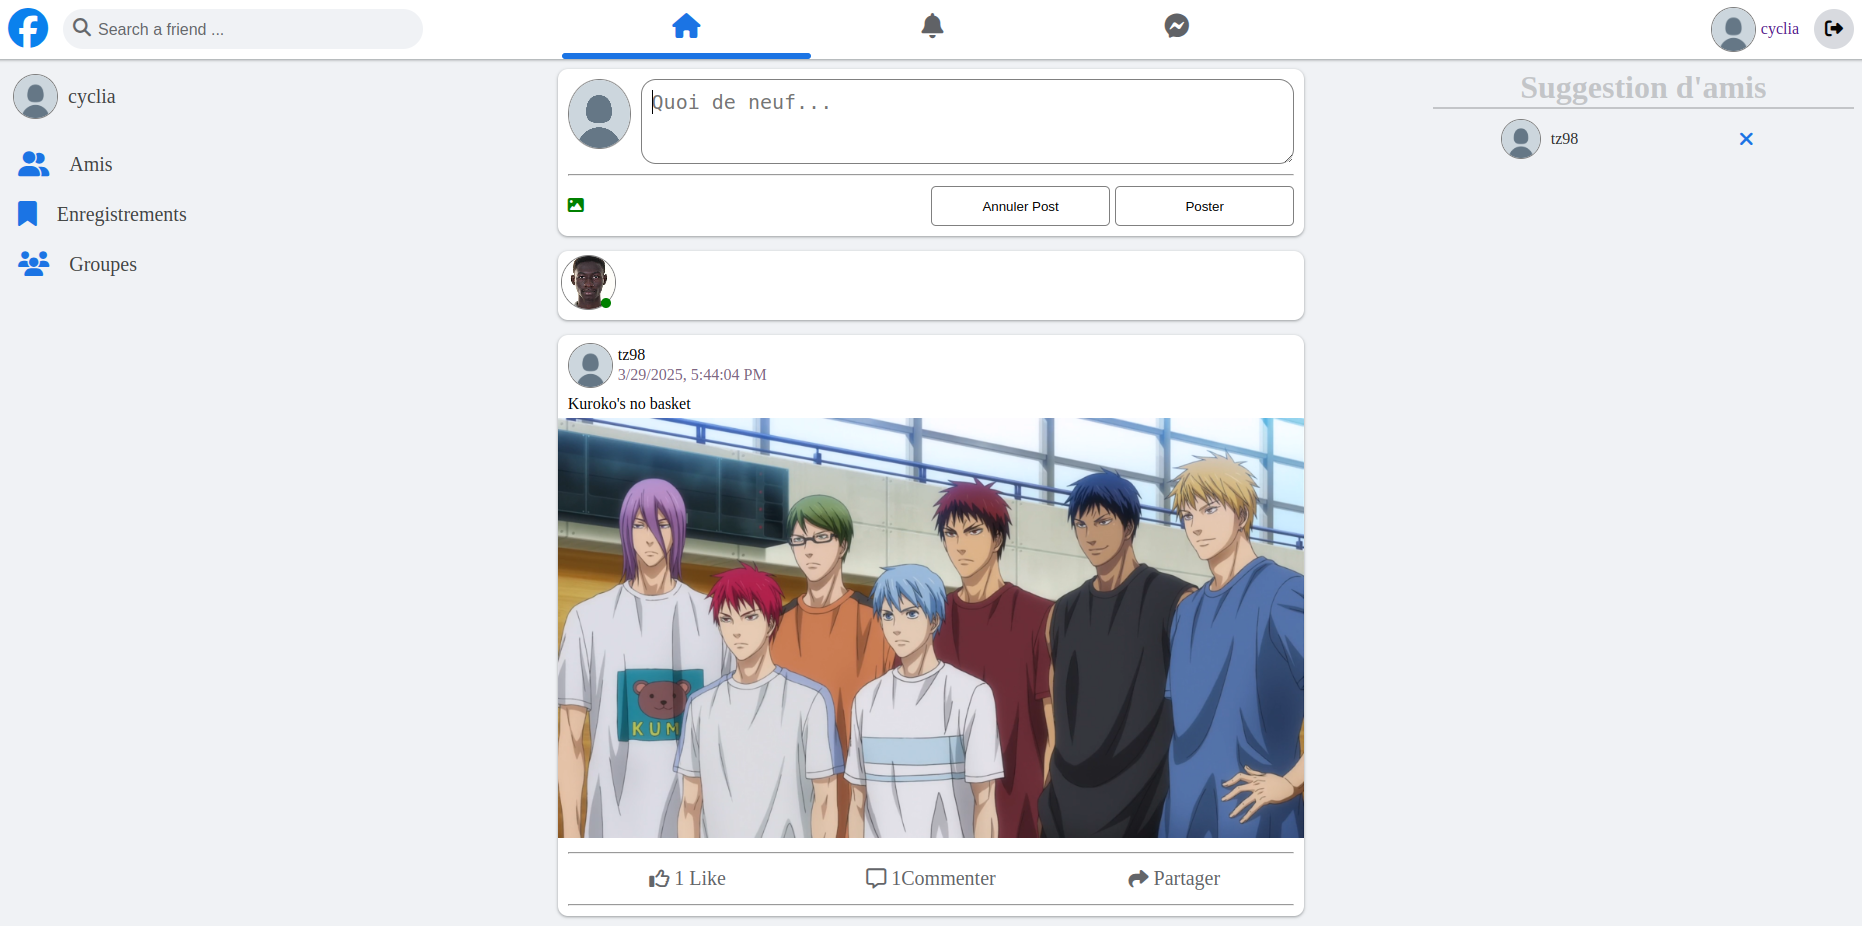 Search a friend ...
cyclia
cyclia
Amis
Enregistrements
Groupes
Quoi de neuf...
Annuler Post
Poster
tz98
3/29/2025, 5:44:04 PM
Kuroko's no basket
KUM
1 Like
1Commenter
Partager
Suggestion d'amis
tz98